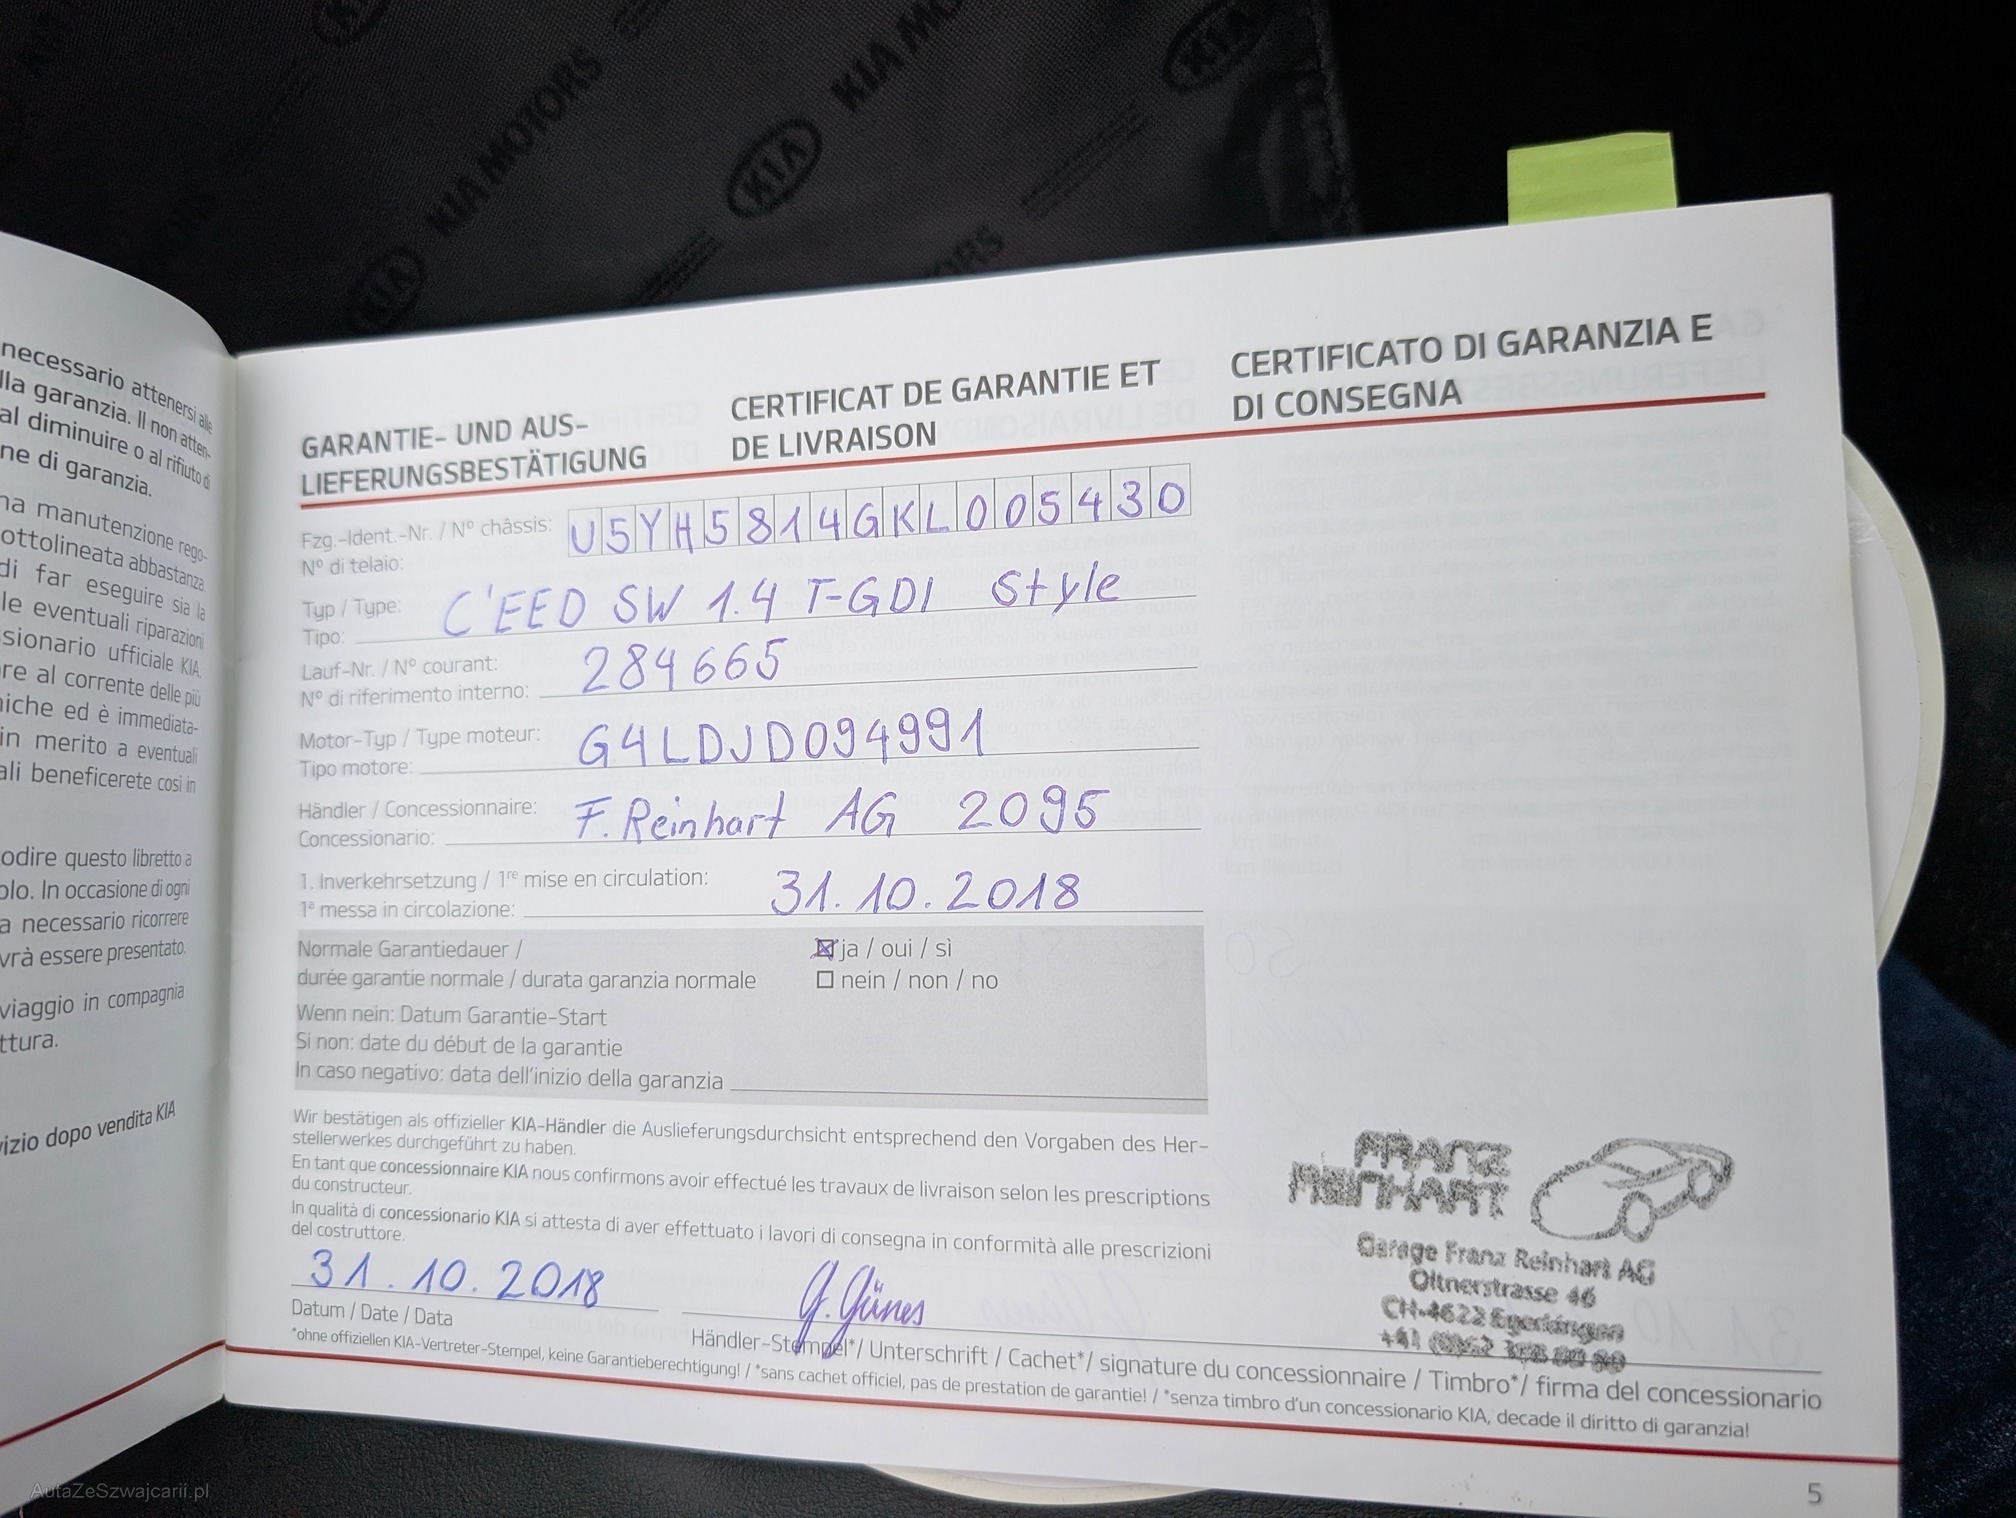 KIA MOTORS
KIA
KIA MOTORS
KIA
KIA
necessario attenersi alle
lla garanzia. Il non atten-
al diminuire o al rifiuto di
ne di garanzia.
na manutenzione rego-
ottolineata abbastanza
di far eseguire sia la
le eventuali riparazioni
ssionario ufficiale KIA.
re al corrente delle più
niche ed è immediata-
in merito a eventuali
ali beneficerete così in
odire questo libretto a
olo. In occasione di ogni
a necessario ricorrere
vrà essere presentato.
viaggio in compagnia
ttura.
vizio dopo vendita KIA
GARANTIE- UND AUS-
LIEFERUNGSBESTÄTIGUNG
CERTIFICAT DE GARANTIE ET
DE LIVRAISON
CERTIFICATO DI GARANZIA E
DI CONSEGNA
Fzg.-Ident.-Nr. / Nº châssis: U5YH5814GKL005430
Nº di telaio:
Typ / Type: C'EED SW 1.4 T-GDI Style
Tipo:
Lauf-Nr. / Nº courant: 284665
Nº di riferimento interno:
Motor-Typ / Type moteur: G4LDJD094991
Tipo motore:
Händler / Concessionnaire: F. Reinhart AG 2095
Concessionario:
1. Inverkehrsetzung / 1re mise en circulation: 31.10.2018
1ª messa in circolazione:
Normale Garantiedauer / ja / oui / sì
durée garantie normale / durata garanzia normale nein / non / no
Wenn nein: Datum Garantie-Start
Si non: date du début de la garantie
In caso negativo: data dell'inizio della garanzia
Wir bestätigen als offizieller KIA-Händler die Auslieferungsdurchsicht entsprechend den Vorgaben des Her-
stellerwerkes durchgeführt zu haben.
En tant que concessionnaire KIA nous confirmons avoir effectué les travaux de livraison selon les prescriptions
du constructeur.
In qualità di concessionario KIA si attesta di aver effettuato i lavori di consegna in conformità alle prescrizioni
del costruttore.
FRANZ
REINHART
Garage Franz Reinhart AG
Oltnerstrasse 46
CH-4622 Egerkingen
31.10.2018 G. Günes
Datum / Date / Data
Händler-Stempel*/ Unterschrift / Cachet*/ signature du concessionnaire / Timbro*/ firma del concessionario
*ohne offiziellen KIA-Vertreter-Stempel, keine Garantieberechtigung! / *sans cachet officiel, pas de prestation de garantie! / *senza timbro d'un concessionario KIA, decade il diritto di garanzia!
5
AutaZeSzwajcarii.pl